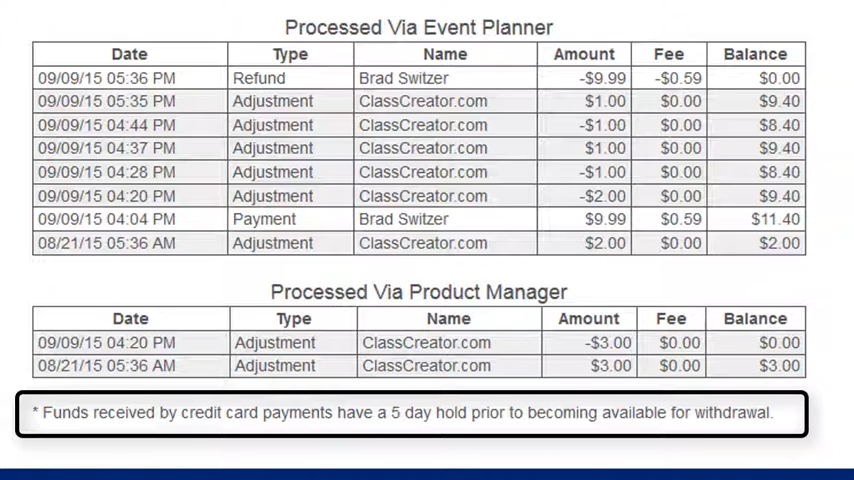 Processed Via Event Planner
Date Type Name Amount Fee Balance
09/09/15 05:36 PM Refund Brad Switzer -$9.99 -$0.59 $0.00
09/09/15 05:35 PM Adjustment ClassCreator.com $1.00 $0.00 $9.40
09/09/15 04:44 PM Adjustment ClassCreator.com -$1.00 $0.00 $8.40
09/09/15 04:37 PM Adjustment ClassCreator.com $1.00 $0.00 $9.40
09/09/15 04:28 PM Adjustment ClassCreator.com -$1.00 $0.00 $8.40
09/09/15 04:20 PM Adjustment ClassCreator.com -$2.00 $0.00 $9.40
09/09/15 04:04 PM Payment Brad Switzer $9.99 $0.59 $11.40
08/21/15 05:36 AM Adjustment ClassCreator.com $2.00 $0.00 $2.00
Processed Via Product Manager
Date Type Name Amount Fee Balance
09/09/15 04:20 PM Adjustment ClassCreator.com -$3.00 $0.00 $0.00
08/21/15 05:36 AM Adjustment ClassCreator.com $3.00 $0.00 $3.00
* Funds received by credit card payments have a 5 day hold prior to becoming available for withdrawal.